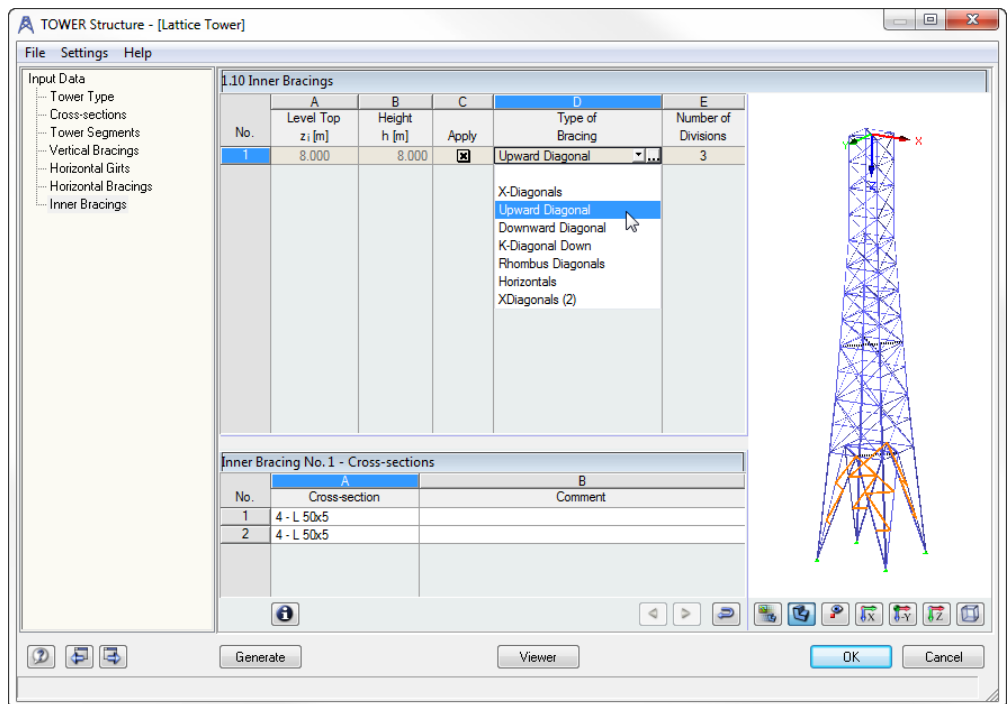 TOWER Structure - [Lattice Tower]
File Settings Help
Input Data
Tower Type
Cross-sections
Tower Segments
Vertical Bracings
Horizontal Girts
Horizontal Bracings
Inner Bracings
1.10 Inner Bracings
A B C D E
Level Top Height Type of Number of
No. z i [m] h [m] Apply Bracing Divisions
1 8.000 8.000 Upward Diagonal ... 3
X-Diagonals
Upward Diagonal
Downward Diagonal
K-Diagonal Down
Rhombus Diagonals
Horizontals
XDiagonals (2)
Inner Bracing No. 1 - Cross-sections
A B
No. Cross-section Comment
1 4 - L 50x5
2 4 - L 50x5
X
Y
Z
X -Y Z
Generate Viewer OK Cancel